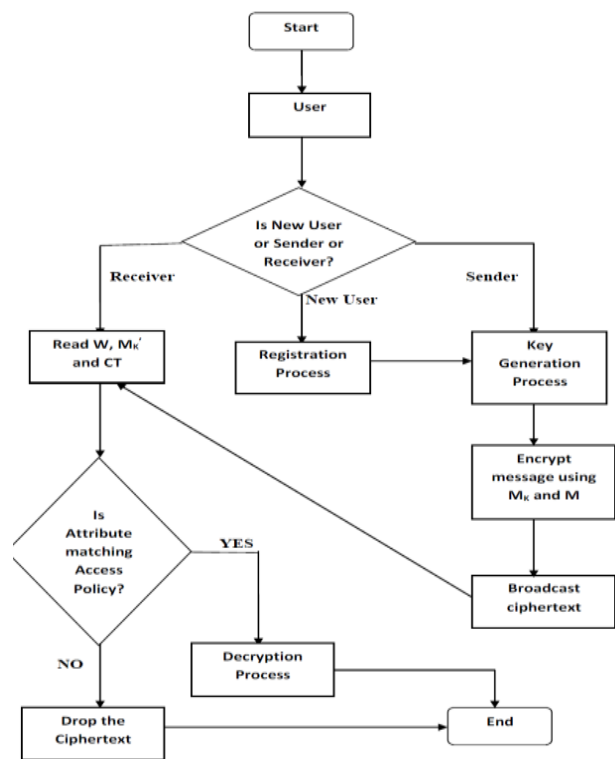 Start
User
Is New User
or Sender or
Receiver?
Receiver
Sender
New User
Read W, Mₖ'
and CT
Registration
Process
Key
Generation
Process
Encrypt
message using
Mₖ and M
Is
Attribute
matching
Access
Policy?
YES
Broadcast
ciphertext
NO
Decryption
Process
Drop the
Ciphertext
End